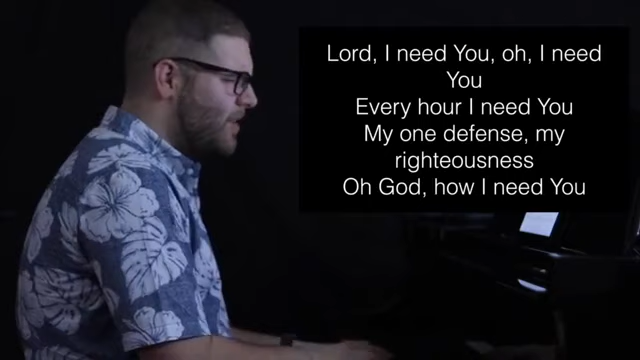 Lord, I need You, oh, I need
You
Every hour I need You
My one defense, my
righteousness
Oh God, how I need You